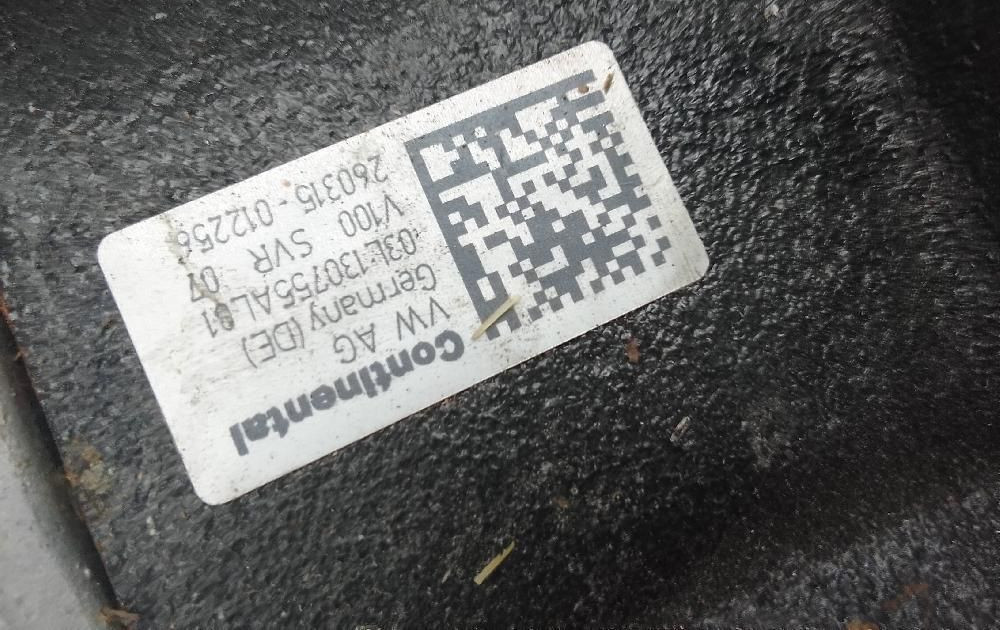 Continental
VW AG
Germany (DE)
03L130755AL 01
V100 SVR 07
260315 - 012256